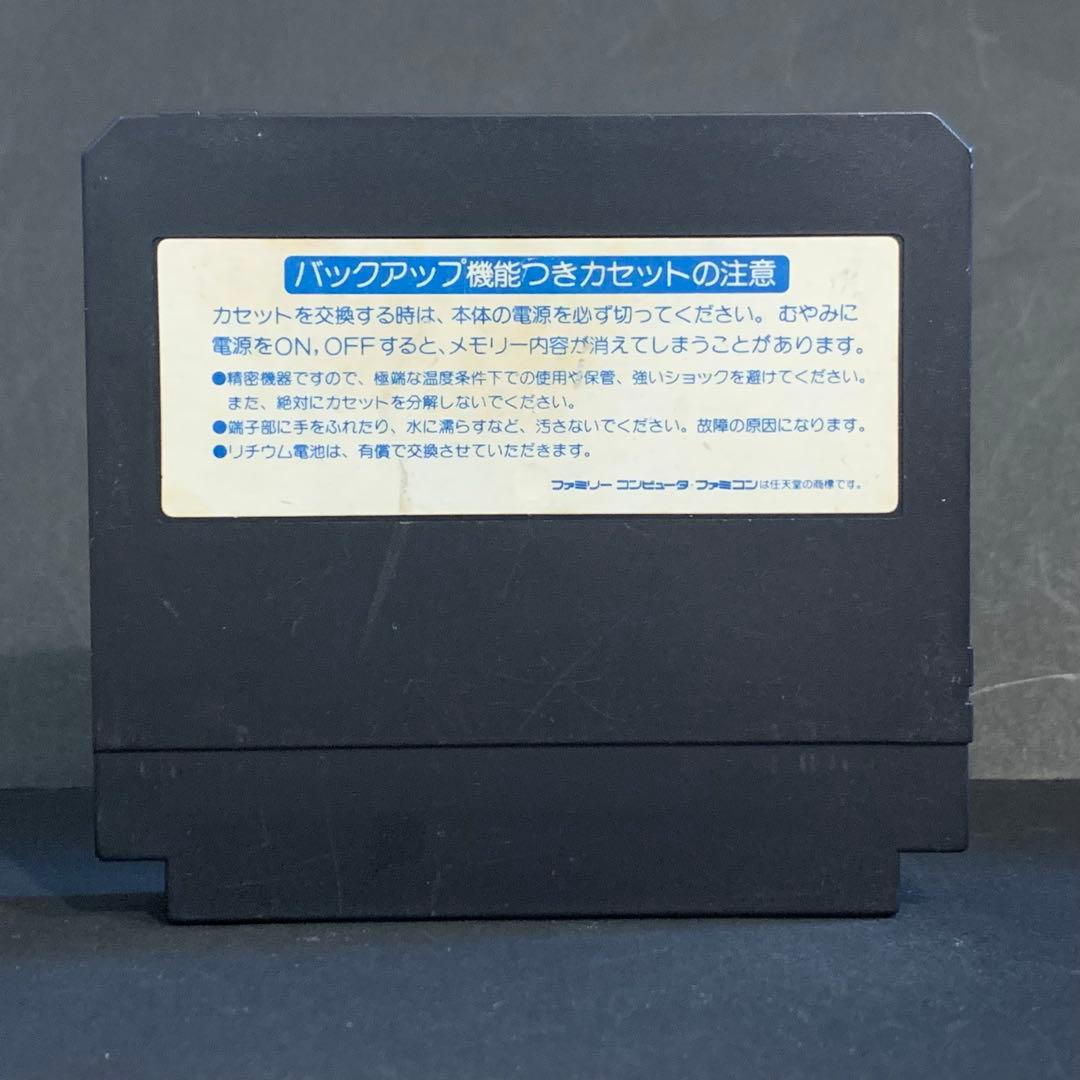 バックアップ機能つきカセットの注意
カセットを交換する時は、本体の電源を必ず切ってください。むやみに
電源をON,OFFすると、メモリー内容が消えてしまうことがあります。
●精密機器ですので、極端な温度条件下での使用や保管、強いショックを避けてください。
また、絶対にカセットを分解しないでください。
●端子部に手をふれたり、水に濡らすなど、汚さないでください。故障の原因になります。
●リチウム電池は、有償で交換させていただきます。
ファミリー コンピュータ・ファミコンは任天堂の商標です。